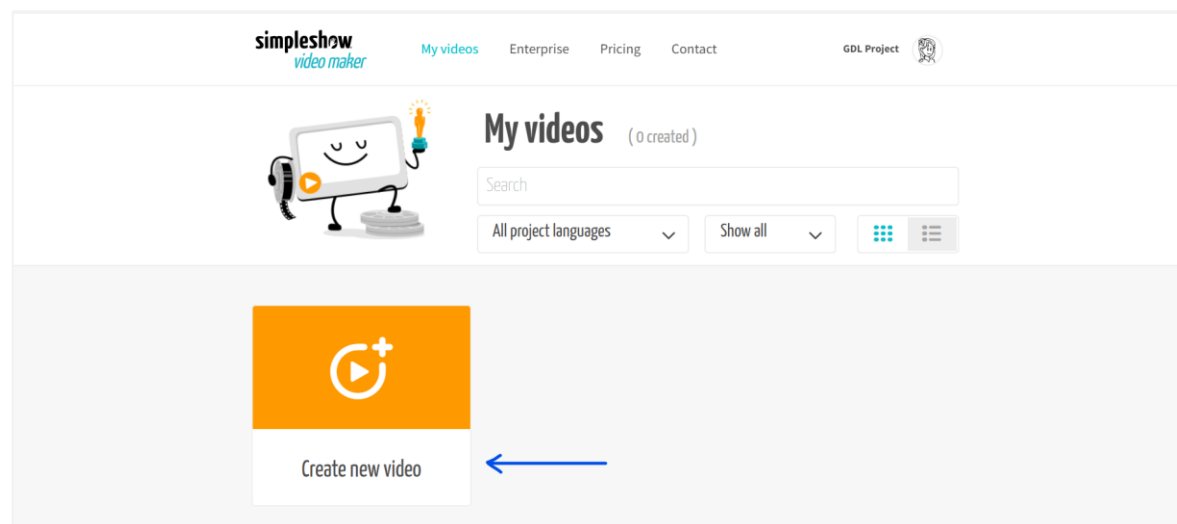 simpleshow
video maker
My videos Enterprise Pricing Contact GDL Project
My videos ( 0 created )
Search
All project languages Show all
Create new video